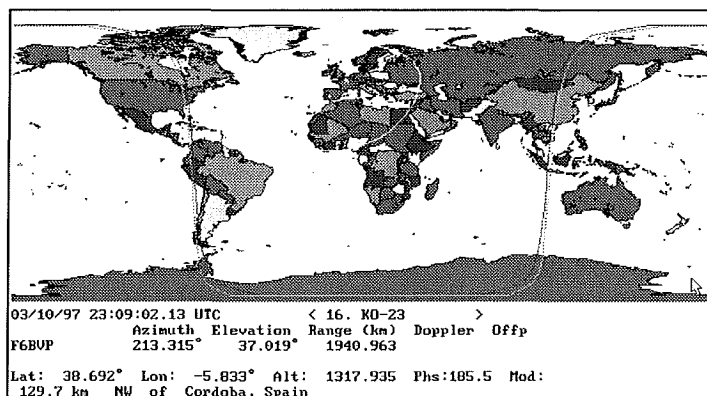 03/10/97 23:09:02.13 UTC < 16. KO-23 >
Azimuth Elevation Range (km) Doppler Offp
F6BVP 213.315° 37.019° 1940.963
Lat: 38.692° Lon: -5.833° Alt: 1317.935 Phs:185.5 Mod:
129.7 km NW of Cordoba, Spain